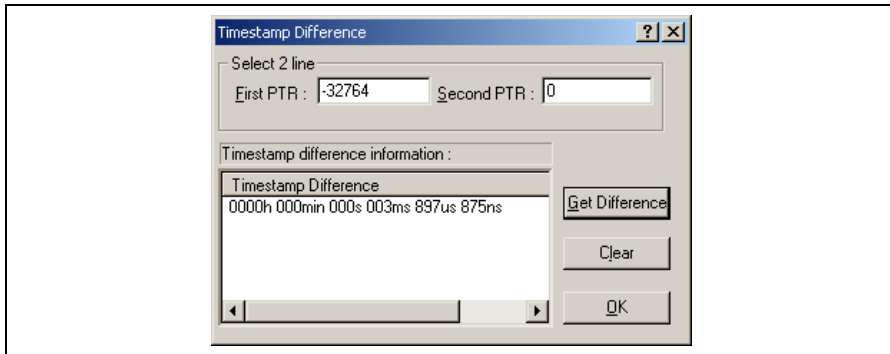 Timestamp Difference
Select 2 line
First PTR : -32764 Second PTR : 0
Timestamp difference information :
Timestamp Difference
0000h 000min 000s 003ms 897us 875ns
Get Difference
Clear
OK